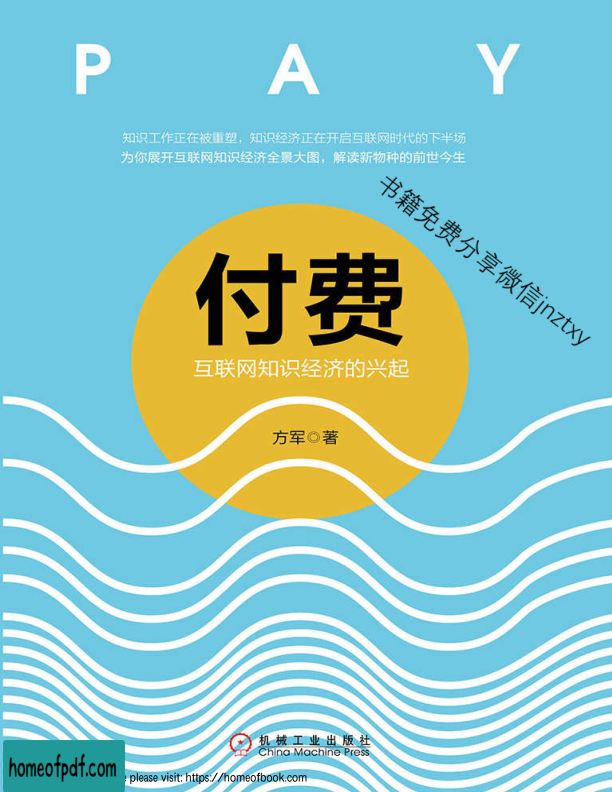 PAY
知识工作正在被重塑，知识经济正在开启互联网时代的下半场
为你展开互联网知识经济全景大图，解读新物种的前世今生
书籍免费分享微信jnztxy
付费
互联网知识经济的兴起
方军◎著
机械工业出版社
China Machine Press
homeofpdf.com
please visit: https://homeofbook.com